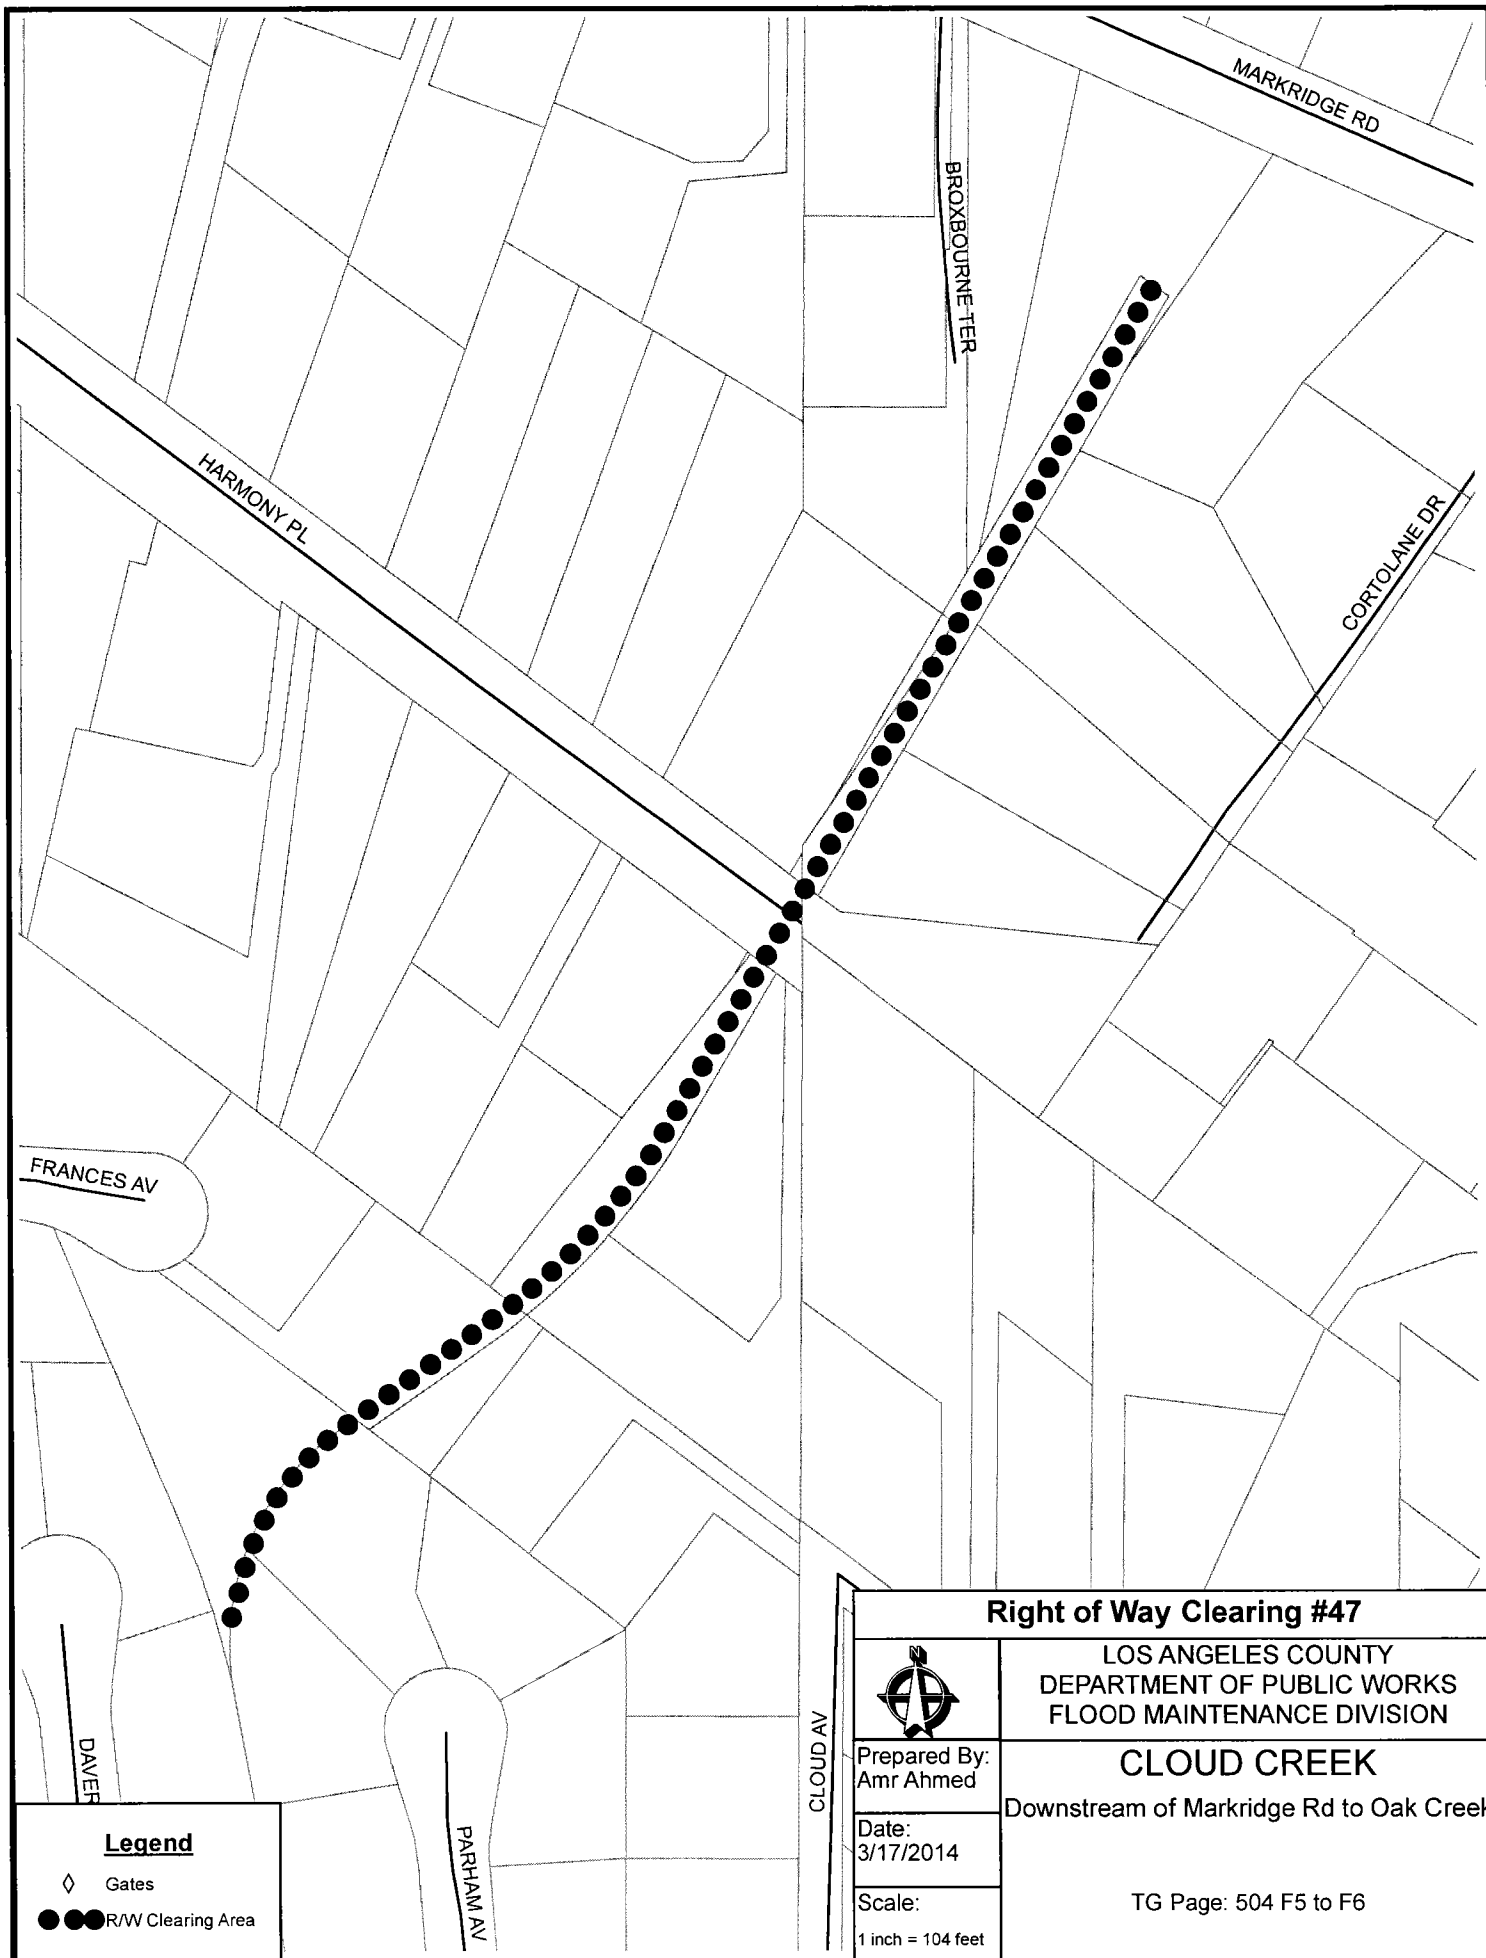 MARKRIDGE RD
BROXBOURNE TER
HARMONY PL
CORTOLANE DR
FRANCES AV
DAVER
PARHAM AV
CLOUD AV
Legend
Gates
R/W Clearing Area
Right of Way Clearing #47
N
LOS ANGELES COUNTY
DEPARTMENT OF PUBLIC WORKS
FLOOD MAINTENANCE DIVISION
Prepared By:
Amr Ahmed
CLOUD CREEK
Downstream of Markridge Rd to Oak Creek
Date:
3/17/2014
Scale:
1 inch = 104 feet
TG Page: 504 F5 to F6